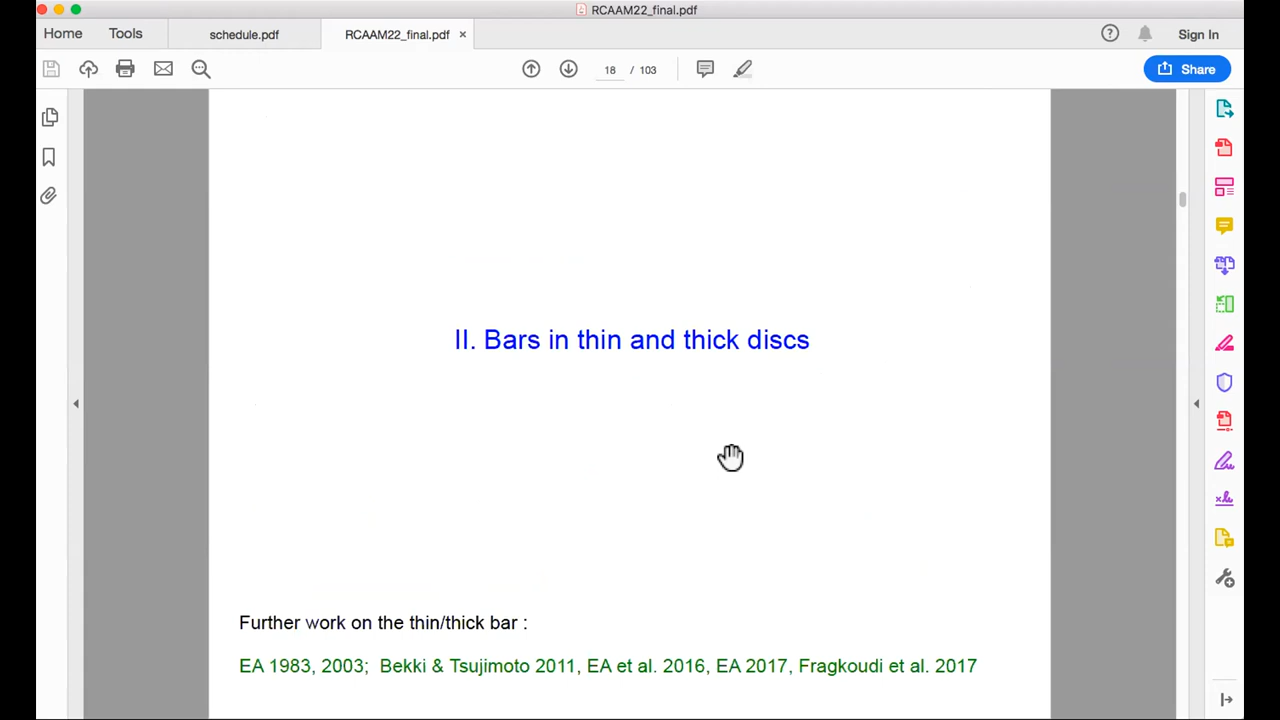 RCAAM22_final.pdf
Home Tools schedule.pdf RCAAM22_final.pdf × Sign In
18 / 103 Share
II. Bars in thin and thick discs
Further work on the thin/thick bar :
EA 1983, 2003; Bekki & Tsujimoto 2011, EA et al. 2016, EA 2017, Fragkoudi et al. 2017